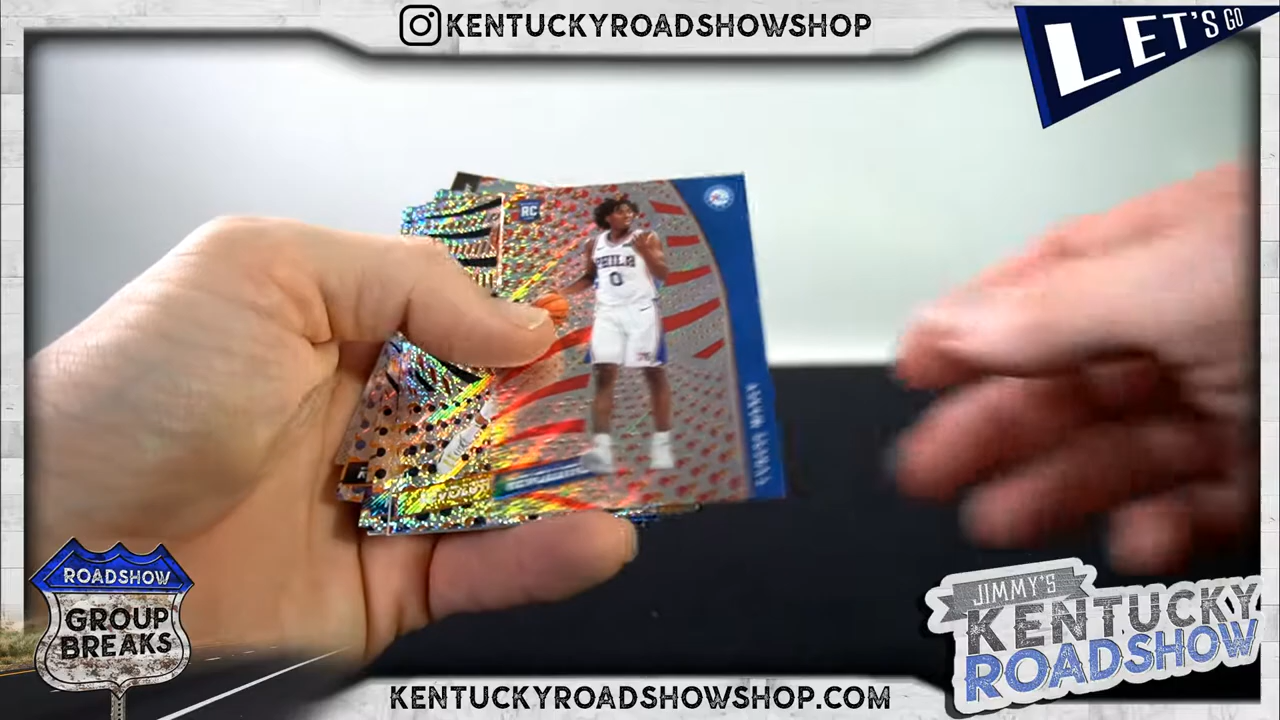 KENTUCKYROADSHOWSHOP
LET'S GO
RC
PHILA
0
ROADSHOW
GROUP
BREAKS
JIMMY'S
KENTUCKY
ROADSHOW
KENTUCKYROADSHOWSHOP.COM